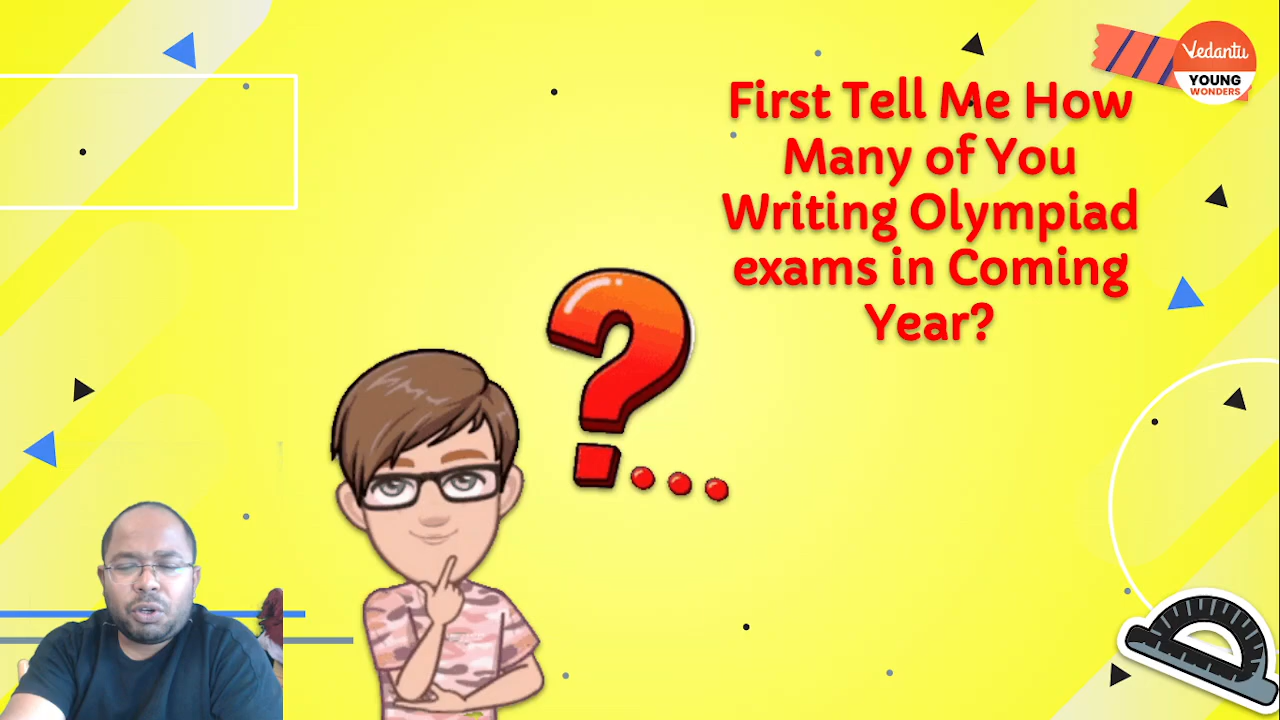 Vedantu
YOUNG
WONDERS
First Tell Me How
Many of You
Writing Olympiad
exams in Coming
Year?